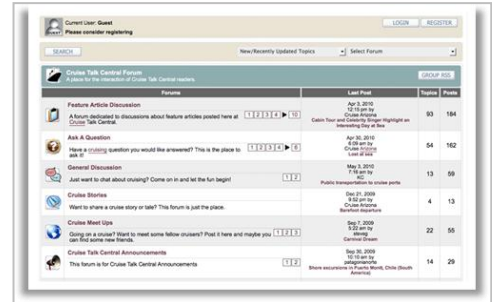 Current User: Guest
Please consider registering
LOGIN
REGISTER
GUEST
SEARCH
New/Recently Updated Topics
Select Forum
Cruise Talk Central Forum
A place for the interaction of Cruise Talk Central readers
GROUP RSS
Forums
Last Post
Topics
Posts
Feature Article Discussion
A forum dedicated to discussions about feature articles posted here at
Cruise Talk Central.
1 2 3 4 ▶ 10
Apr 3, 2010
12:15 pm by
Cruise Arizona
Cabin Tour and Celebrity Singer Highlight an
Interesting Day at Sea
93
184
Ask A Question
Have a cruising question you would like answered? This is the place to
ask it!
1 2 3 4 ▶ 6
Apr 30, 2010
6:09 am by
Cruise Arizona
Lost at sea
54
162
General Discussion
Just want to chat about cruising? Come on in and let the fun begin!
1 2
May 3, 2010
7:16 am by
KC
Public transportation to cruise ports
13
59
Cruise Stories
Want to share a cruise story or tale? This forum is just the place.
Dec 21, 2009
9:52 pm by
Cruise Arizona
Barefoot departure
4
13
Cruise Meet Ups
Going on a cruise? Want to meet some fellow cruisers? Post it here and maybe you
can find some new friends.
1 2 3
Sep 7, 2009
5:22 am by
Carnival Dream
22
55
Cruise Talk Central Announcements
This forum is for Cruise Talk Central Announcements
1 2
Sep 30, 2009
10:10 am by
patagonianorte
Share excursions in Puerto Montt, Chile (South
America)
14
29